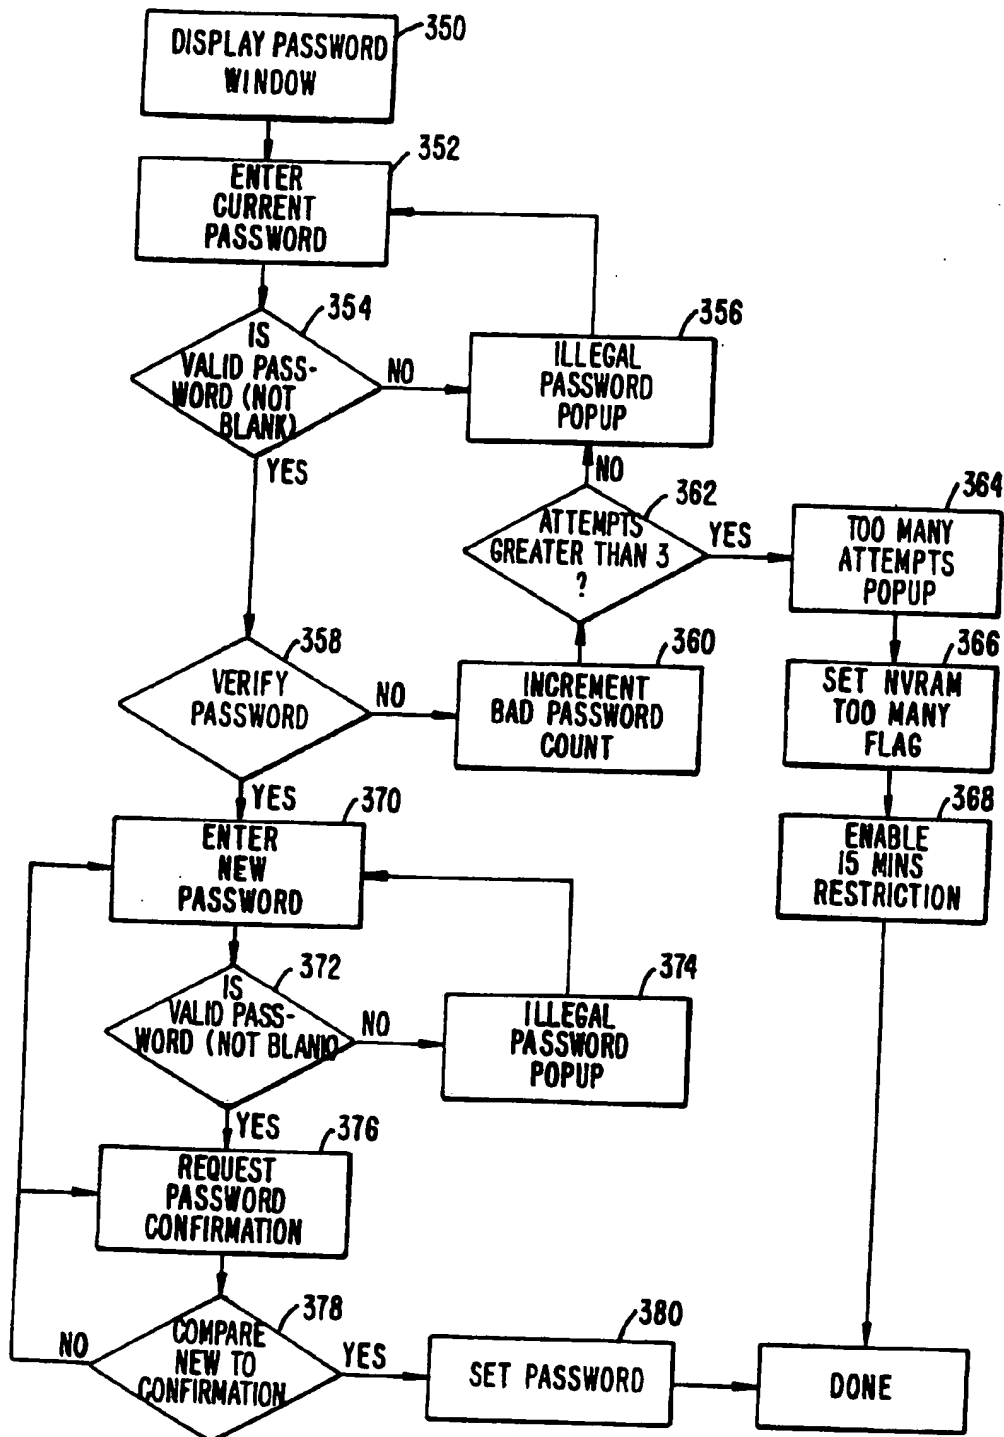 350
DISPLAY PASSWORD
WINDOW
352
ENTER
CURRENT
PASSWORD
354
IS
VALID PASS-
WORD (NOT
BLANK)
NO
YES
356
ILLEGAL
PASSWORD
POPUP
NO
362
ATTEMPTS
GREATER THAN 3
?
YES
364
TOO MANY
ATTEMPTS
POPUP
358
VERIFY
PASSWORD
NO
YES
360
INCREMENT
BAD PASSWORD
COUNT
366
SET NVRAM
TOO MANY
FLAG
368
ENABLE
15 MINS
RESTRICTION
370
ENTER
NEW
PASSWORD
372
IS
VALID PASS-
WORD (NOT BLANK)
NO
YES
374
ILLEGAL
PASSWORD
POPUP
376
REQUEST
PASSWORD
CONFIRMATION
378
COMPARE
NEW TO
CONFIRMATION
NO
YES
380
SET PASSWORD
DONE